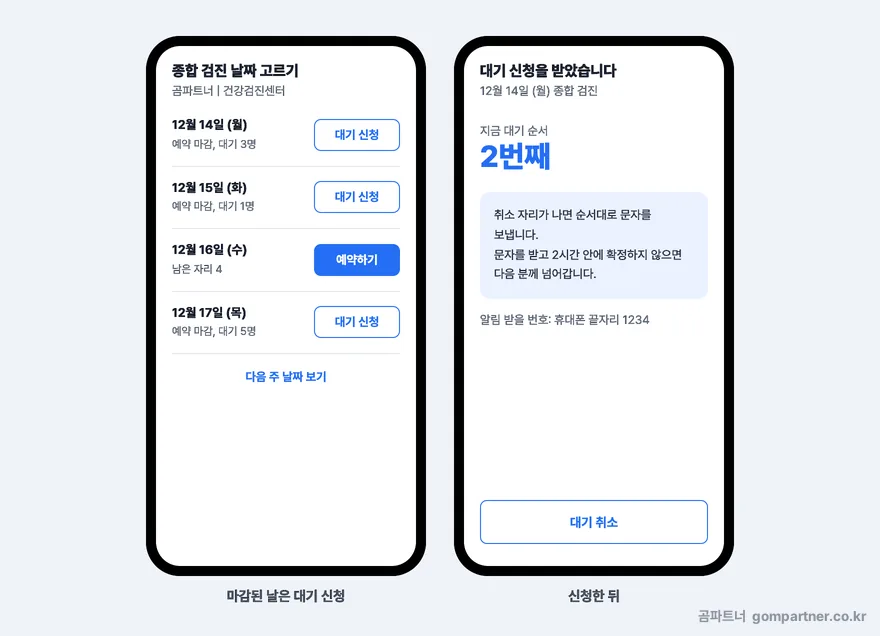 종합 검진 날짜 고르기
곰파트너 | 건강검진센터
12월 14일 (월)
예약 마감, 대기 3명
대기 신청
12월 15일 (화)
예약 마감, 대기 1명
대기 신청
12월 16일 (수)
남은 자리 4
예약하기
12월 17일 (목)
예약 마감, 대기 5명
대기 신청
다음 주 날짜 보기
마감된 날은 대기 신청
대기 신청을 받았습니다
12월 14일 (월) 종합 검진
지금 대기 순서
2번째
취소 자리가 나면 순서대로 문자를
보냅니다.
문자를 받고 2시간 안에 확정하지 않으면
다음 분께 넘어갑니다.
알림 받을 번호: 휴대폰 끝자리 1234
대기 취소
신청한 뒤
곰파트너 gompartner.co.kr